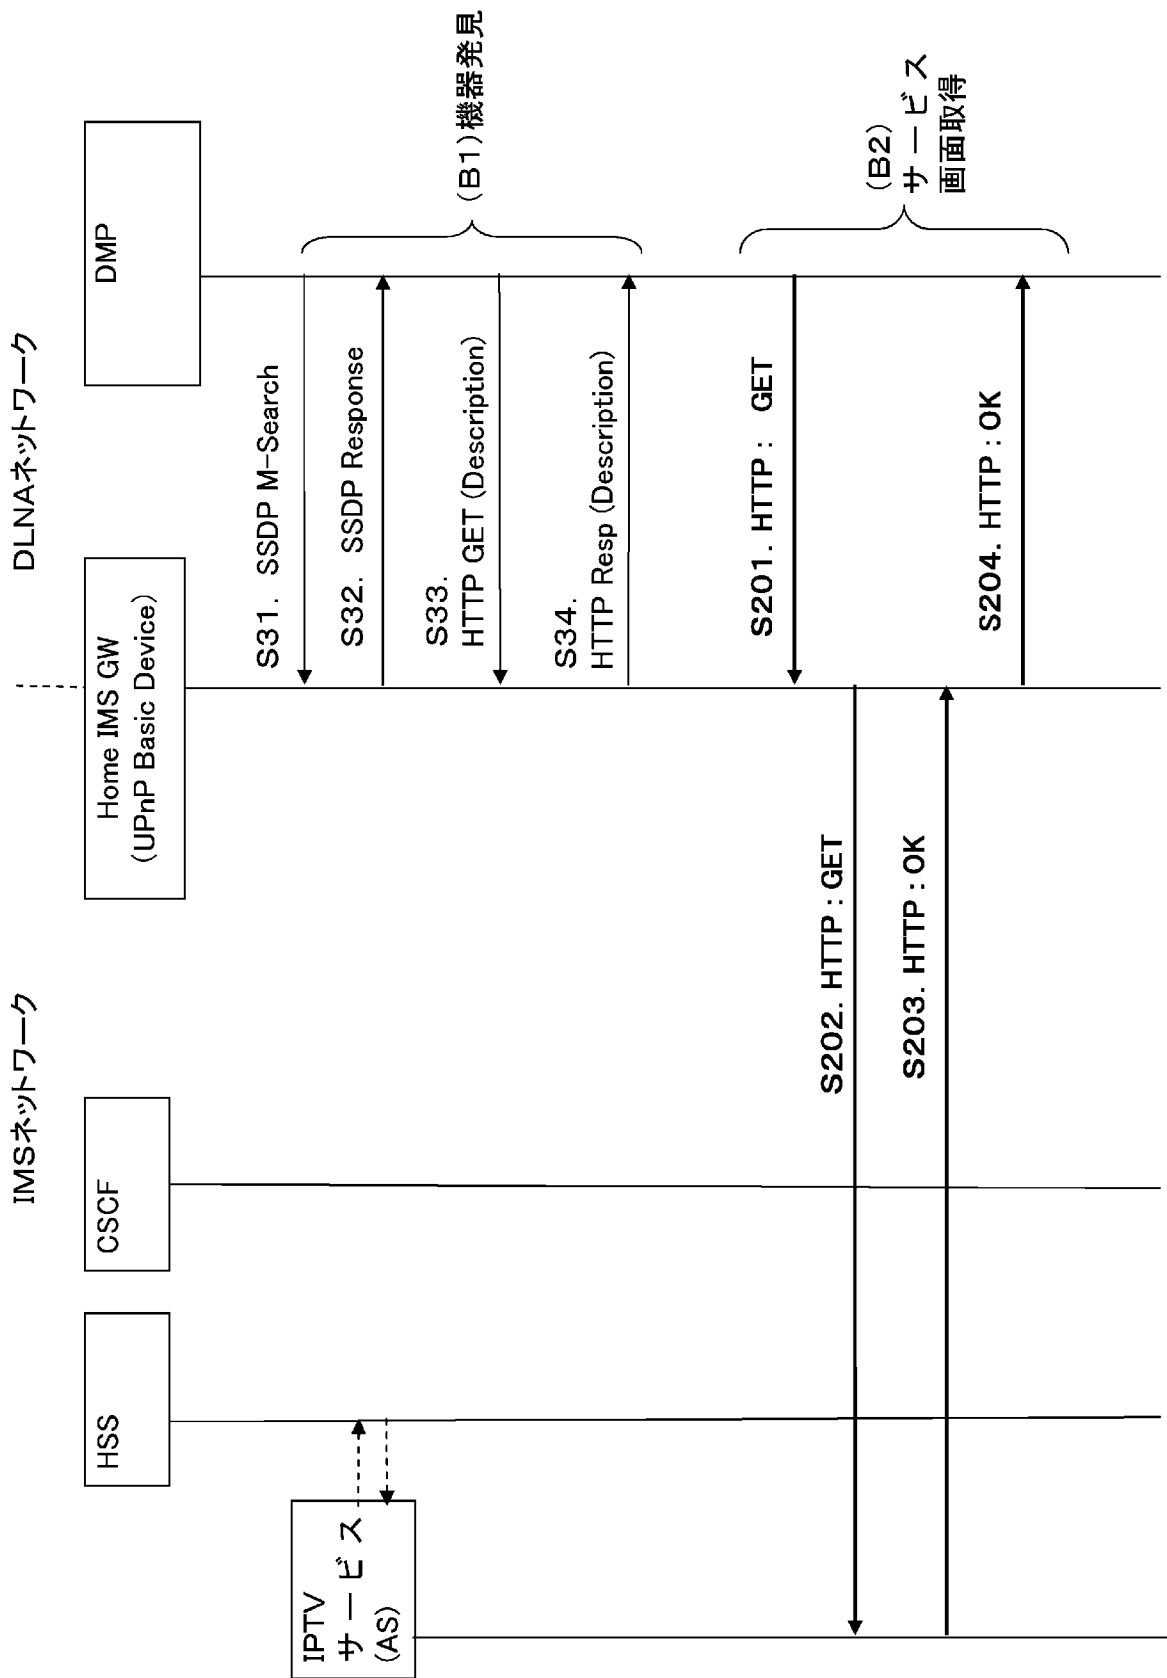 IMSネットワーク
DLNAネットワーク
IPTV
サービス
(AS)
HSS
CSCF
Home IMS GW
(UPnP Basic Device)
DMP
S31. SSDP M-Search
S32. SSDP Response
S33.
HTTP GET (Description)
S34.
HTTP Resp (Description)
(B1)機器発見
S201. HTTP: GET
S202. HTTP:GET
S203. HTTP:OK
S204. HTTP:OK
(B2)
サービス
画面取得